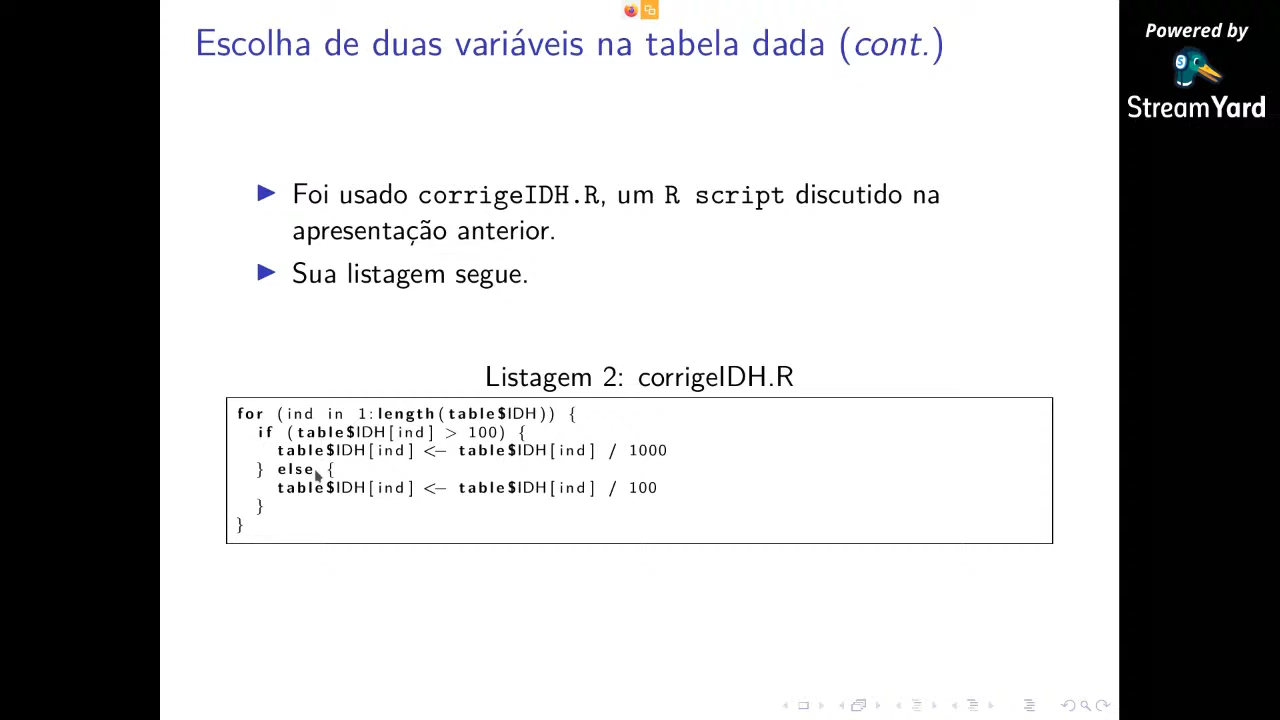 Escolha de duas variáveis na tabela dada (cont.)
Powered by
StreamYard
Foi usado corrigeIDH.R, um R script discutido na
apresentação anterior.
Sua listagem segue.
Listagem 2: corrigeIDH.R
for (ind in 1:length(table$IDH)) {
if (table$IDH[ind] > 100) {
table$IDH[ind] <- table$IDH[ind] / 1000
} else {
table$IDH[ind] <- table$IDH[ind] / 100
}
}